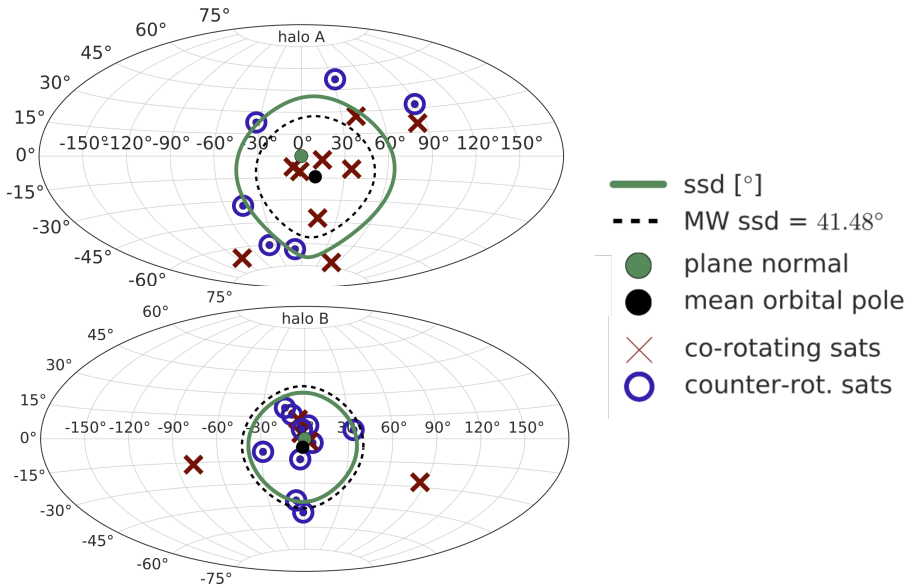 75°
60°
halo A
45°
30°
15°
-150° -120° -90° -60° -30° 0° 30° 60° 90° 120° 150°
0°
-15°
-30°
-45°
-60°
75°
60°
halo B
45°
30°
15°
-150° -120° -90° -60° -30° 0° 30° 60° 90° 120° 150°
0°
-15°
-30°
-45°
-60°
-75°
ssd [°]
MW ssd = 41.48°
plane normal
mean orbital pole
co-rotating sats
counter-rot. sats